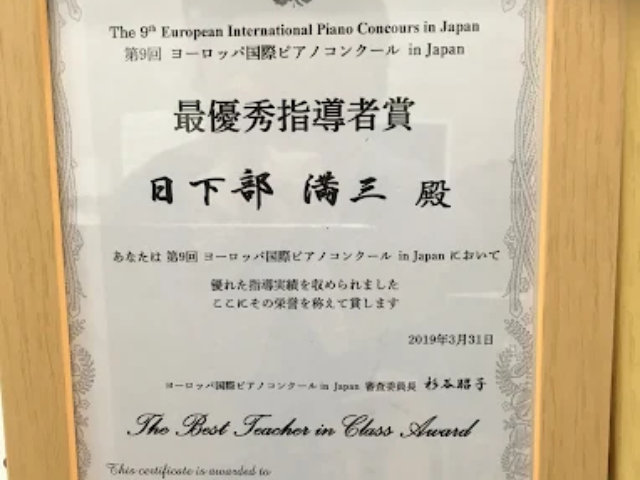 The 9th European International Piano Concours in Japan
第9回 ヨーロッパ国際ピアノコンクール in Japan
最優秀指導者賞
日下部 満三 殿
あなたは 第9回 ヨーロッパ国際ピアノコンクール in Japan において
優れた指導実績を収められました
ここにその栄誉を称えて賞します
2019年3月31日
ヨーロッパ国際ピアノコンクール in Japan 審査委員長 杉谷昭子
The Best Teacher in Class Award
This certificate is awarded to